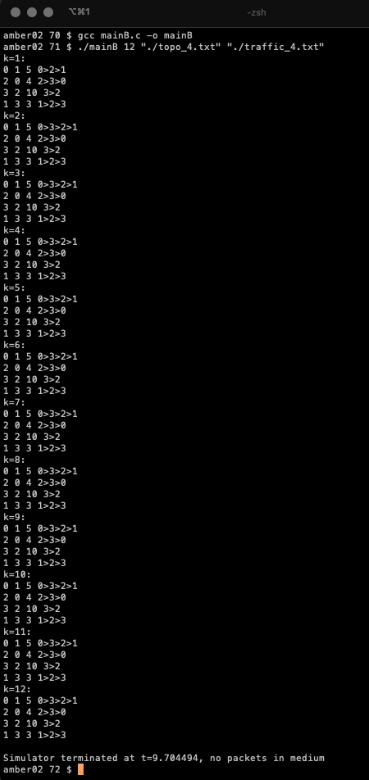 ⌥⌘1 -zsh
amber02 70 $ gcc mainB.c -o mainB
amber02 71 $ ./mainB 12 "./topo_4.txt" "./traffic_4.txt"
k=1:
0 1 5 0>2>1
2 0 4 2>3>0
3 2 10 3>2
1 3 3 1>2>3
k=2:
0 1 5 0>3>2>1
2 0 4 2>3>0
3 2 10 3>2
1 3 3 1>2>3
k=3:
0 1 5 0>3>2>1
2 0 4 2>3>0
3 2 10 3>2
1 3 3 1>2>3
k=4:
0 1 5 0>3>2>1
2 0 4 2>3>0
3 2 10 3>2
1 3 3 1>2>3
k=5:
0 1 5 0>3>2>1
2 0 4 2>3>0
3 2 10 3>2
1 3 3 1>2>3
k=6:
0 1 5 0>3>2>1
2 0 4 2>3>0
3 2 10 3>2
1 3 3 1>2>3
k=7:
0 1 5 0>3>2>1
2 0 4 2>3>0
3 2 10 3>2
1 3 3 1>2>3
k=8:
0 1 5 0>3>2>1
2 0 4 2>3>0
3 2 10 3>2
1 3 3 1>2>3
k=9:
0 1 5 0>3>2>1
2 0 4 2>3>0
3 2 10 3>2
1 3 3 1>2>3
k=10:
0 1 5 0>3>2>1
2 0 4 2>3>0
3 2 10 3>2
1 3 3 1>2>3
k=11:
0 1 5 0>3>2>1
2 0 4 2>3>0
3 2 10 3>2
1 3 3 1>2>3
k=12:
0 1 5 0>3>2>1
2 0 4 2>3>0
3 2 10 3>2
1 3 3 1>2>3
Simulator terminated at t=9.704494, no packets in medium
amber02 72 $